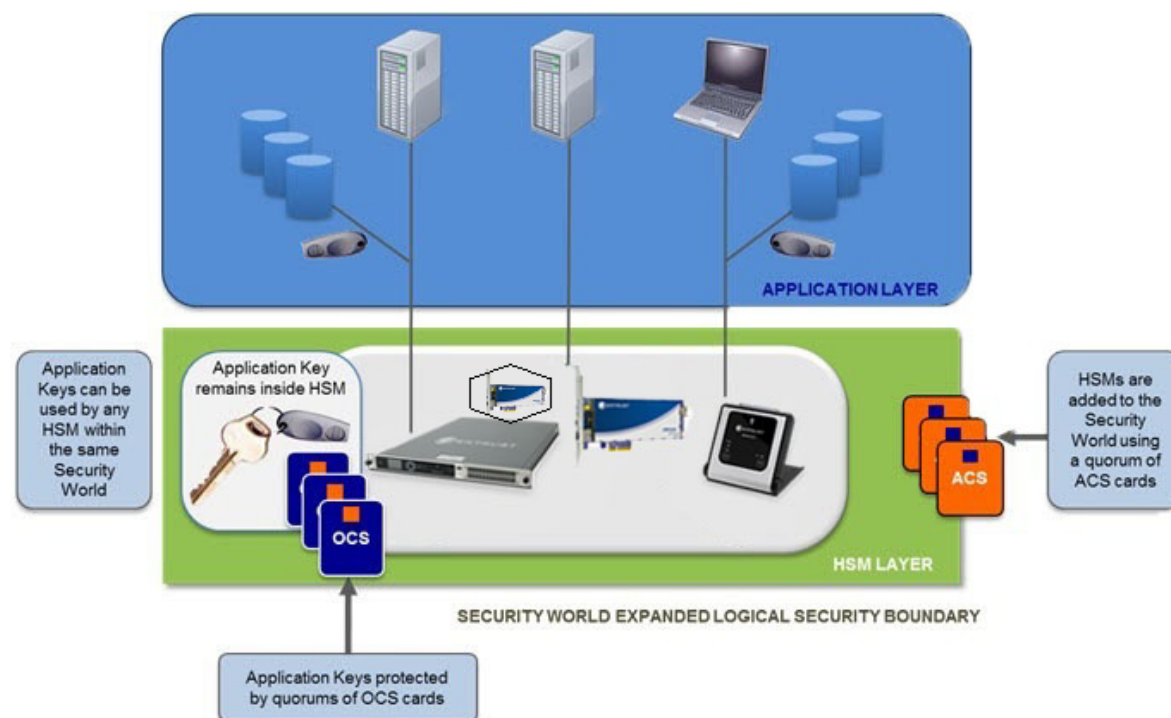 APPLICATION LAYER
Application
Keys can be
used by any
HSM within
the same
Security
World
Application Key
remains inside HSM
OCS
HSMs are
added to the
Security
World using
a quorum of
ACS cards
ACS
HSM LAYER
SECURITY WORLD EXPANDED LOGICAL SECURITY BOUNDARY
Application Keys protected
by quorums of OCS cards